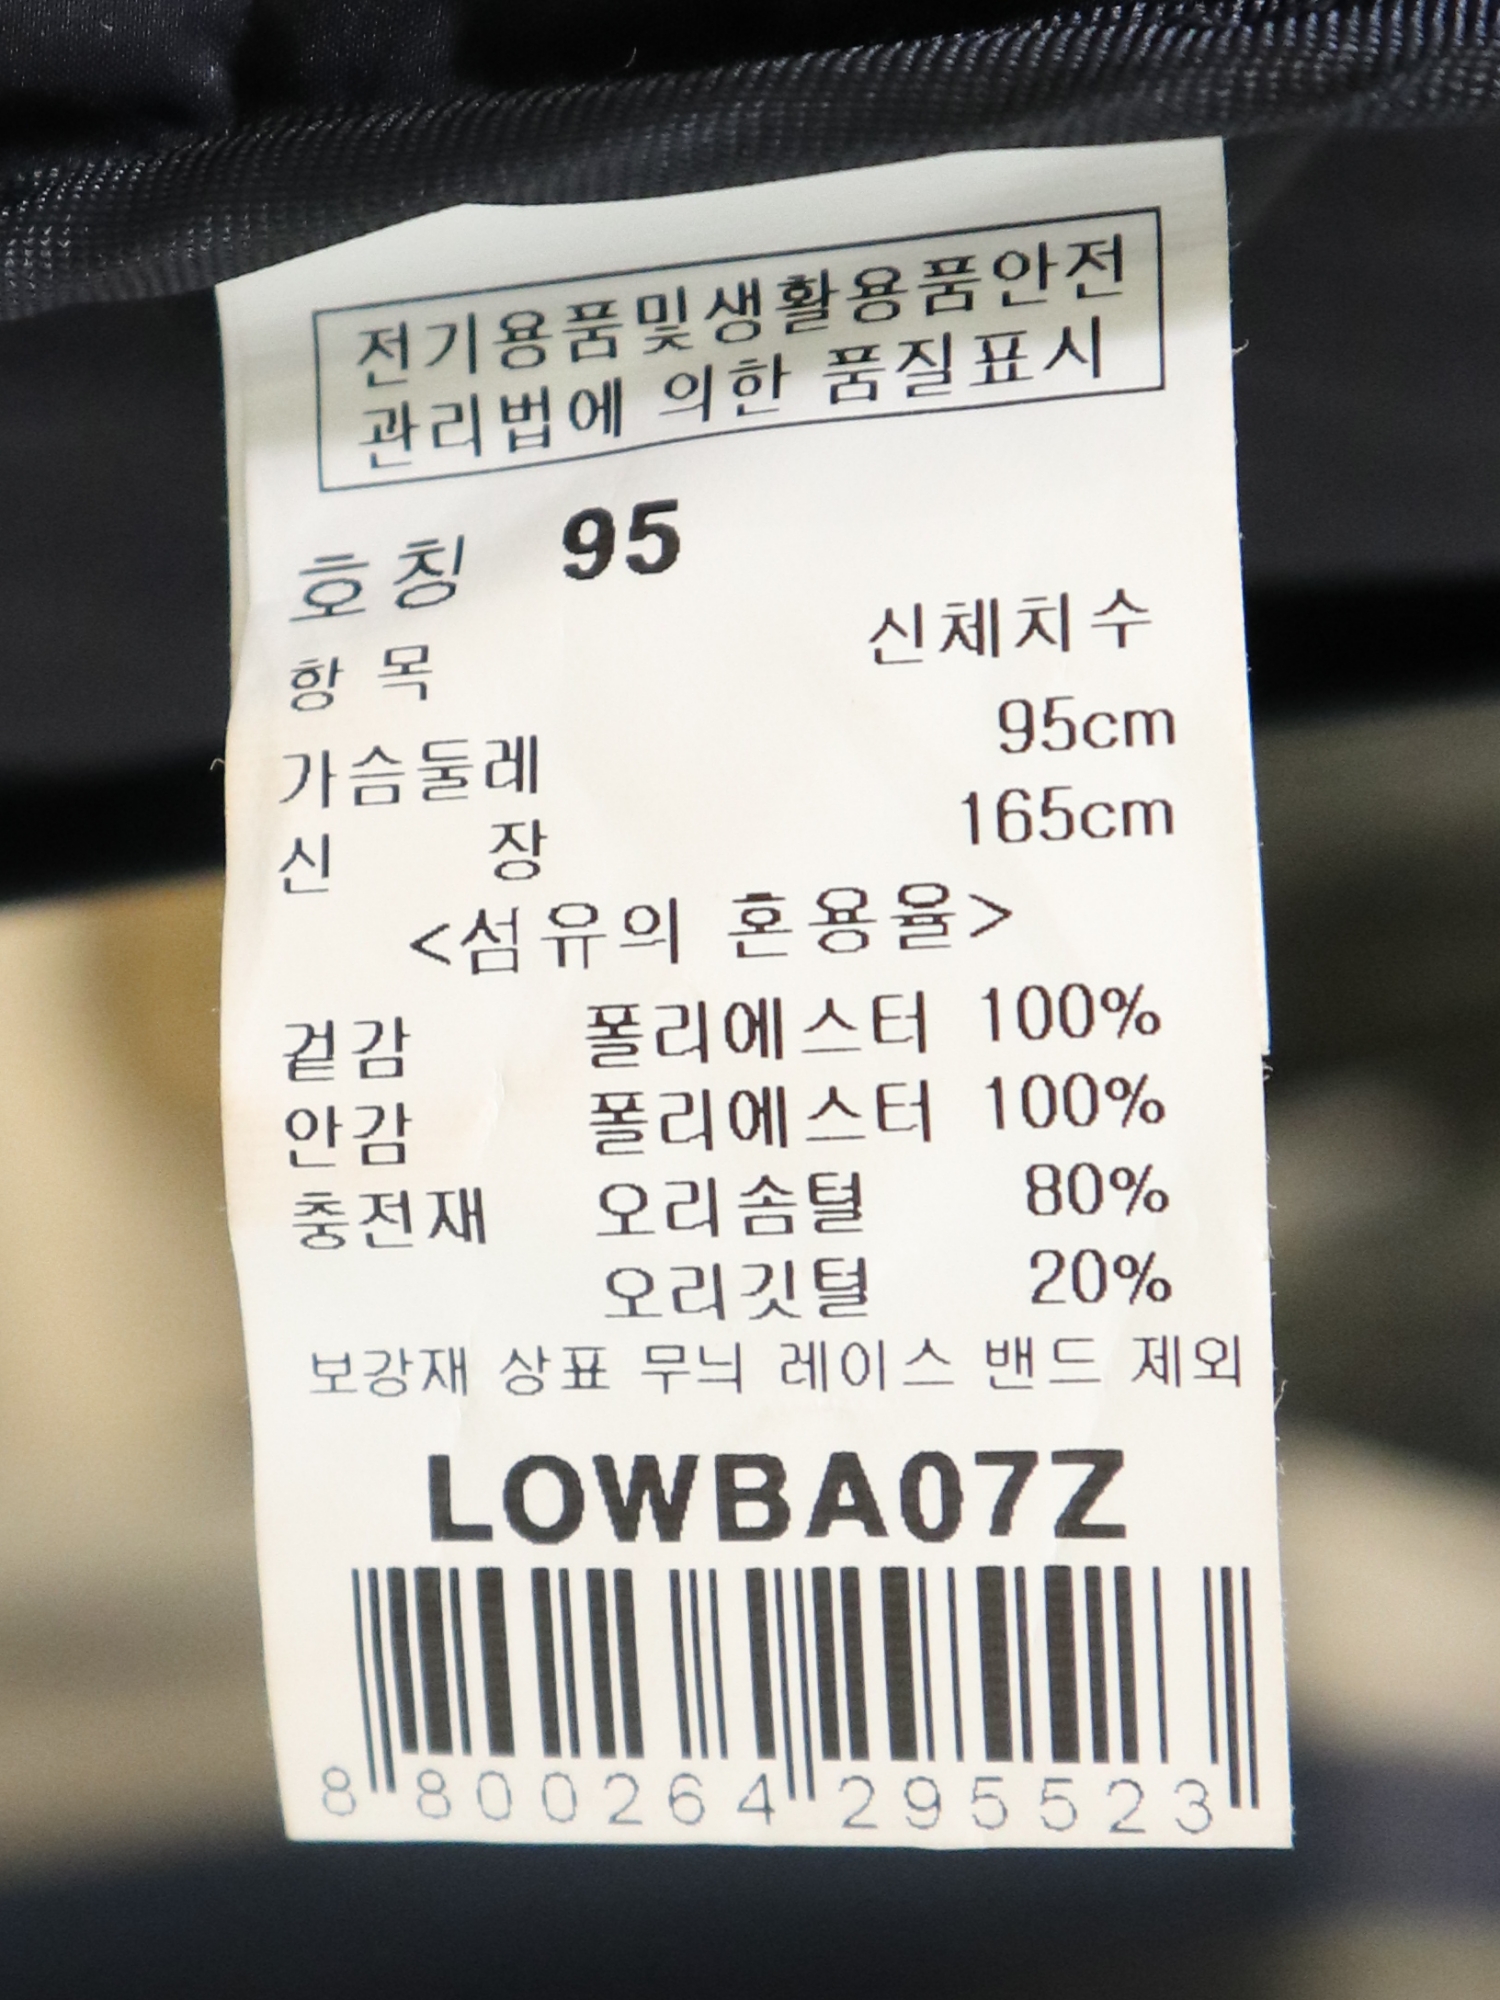 전기용품및생활용품안전
관리법에 의한 품질표시
호칭 95
항목 신체치수
가슴둘레 95cm
신 장 165cm
<섬유의 혼용율>
겉감 폴리에스터 100%
안감 폴리에스터 100%
충전재 오리솜털 80%
오리깃털 20%
보강재 상표 무늬 레이스 밴드 제외
LOWBA07Z
8 800264 295523